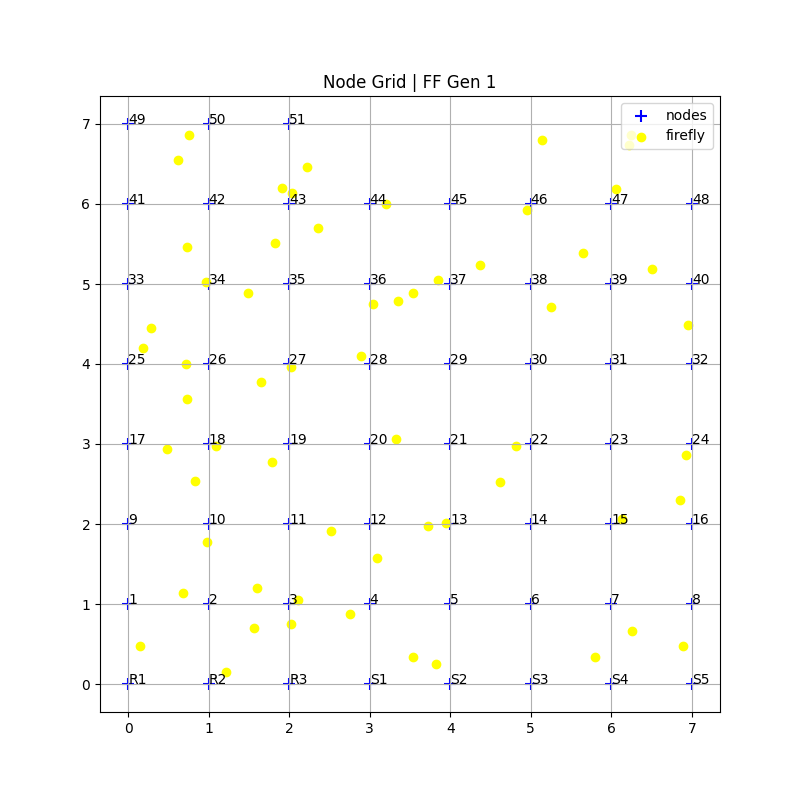 Node Grid | FF Gen 1
nodes
firefly
7
49 50 51
6
41 42 43 44 45 46 47 48
5
33 34 35 36 37 38 39 40
4
25 26 27 28 29 30 31 32
3
17 18 19 20 21 22 23 24
2
9 10 11 12 13 14 15 16
1
1 2 3 4 5 6 7 8
0
R1 R2 R3 S1 S2 S3 S4 S5
0 1 2 3 4 5 6 7